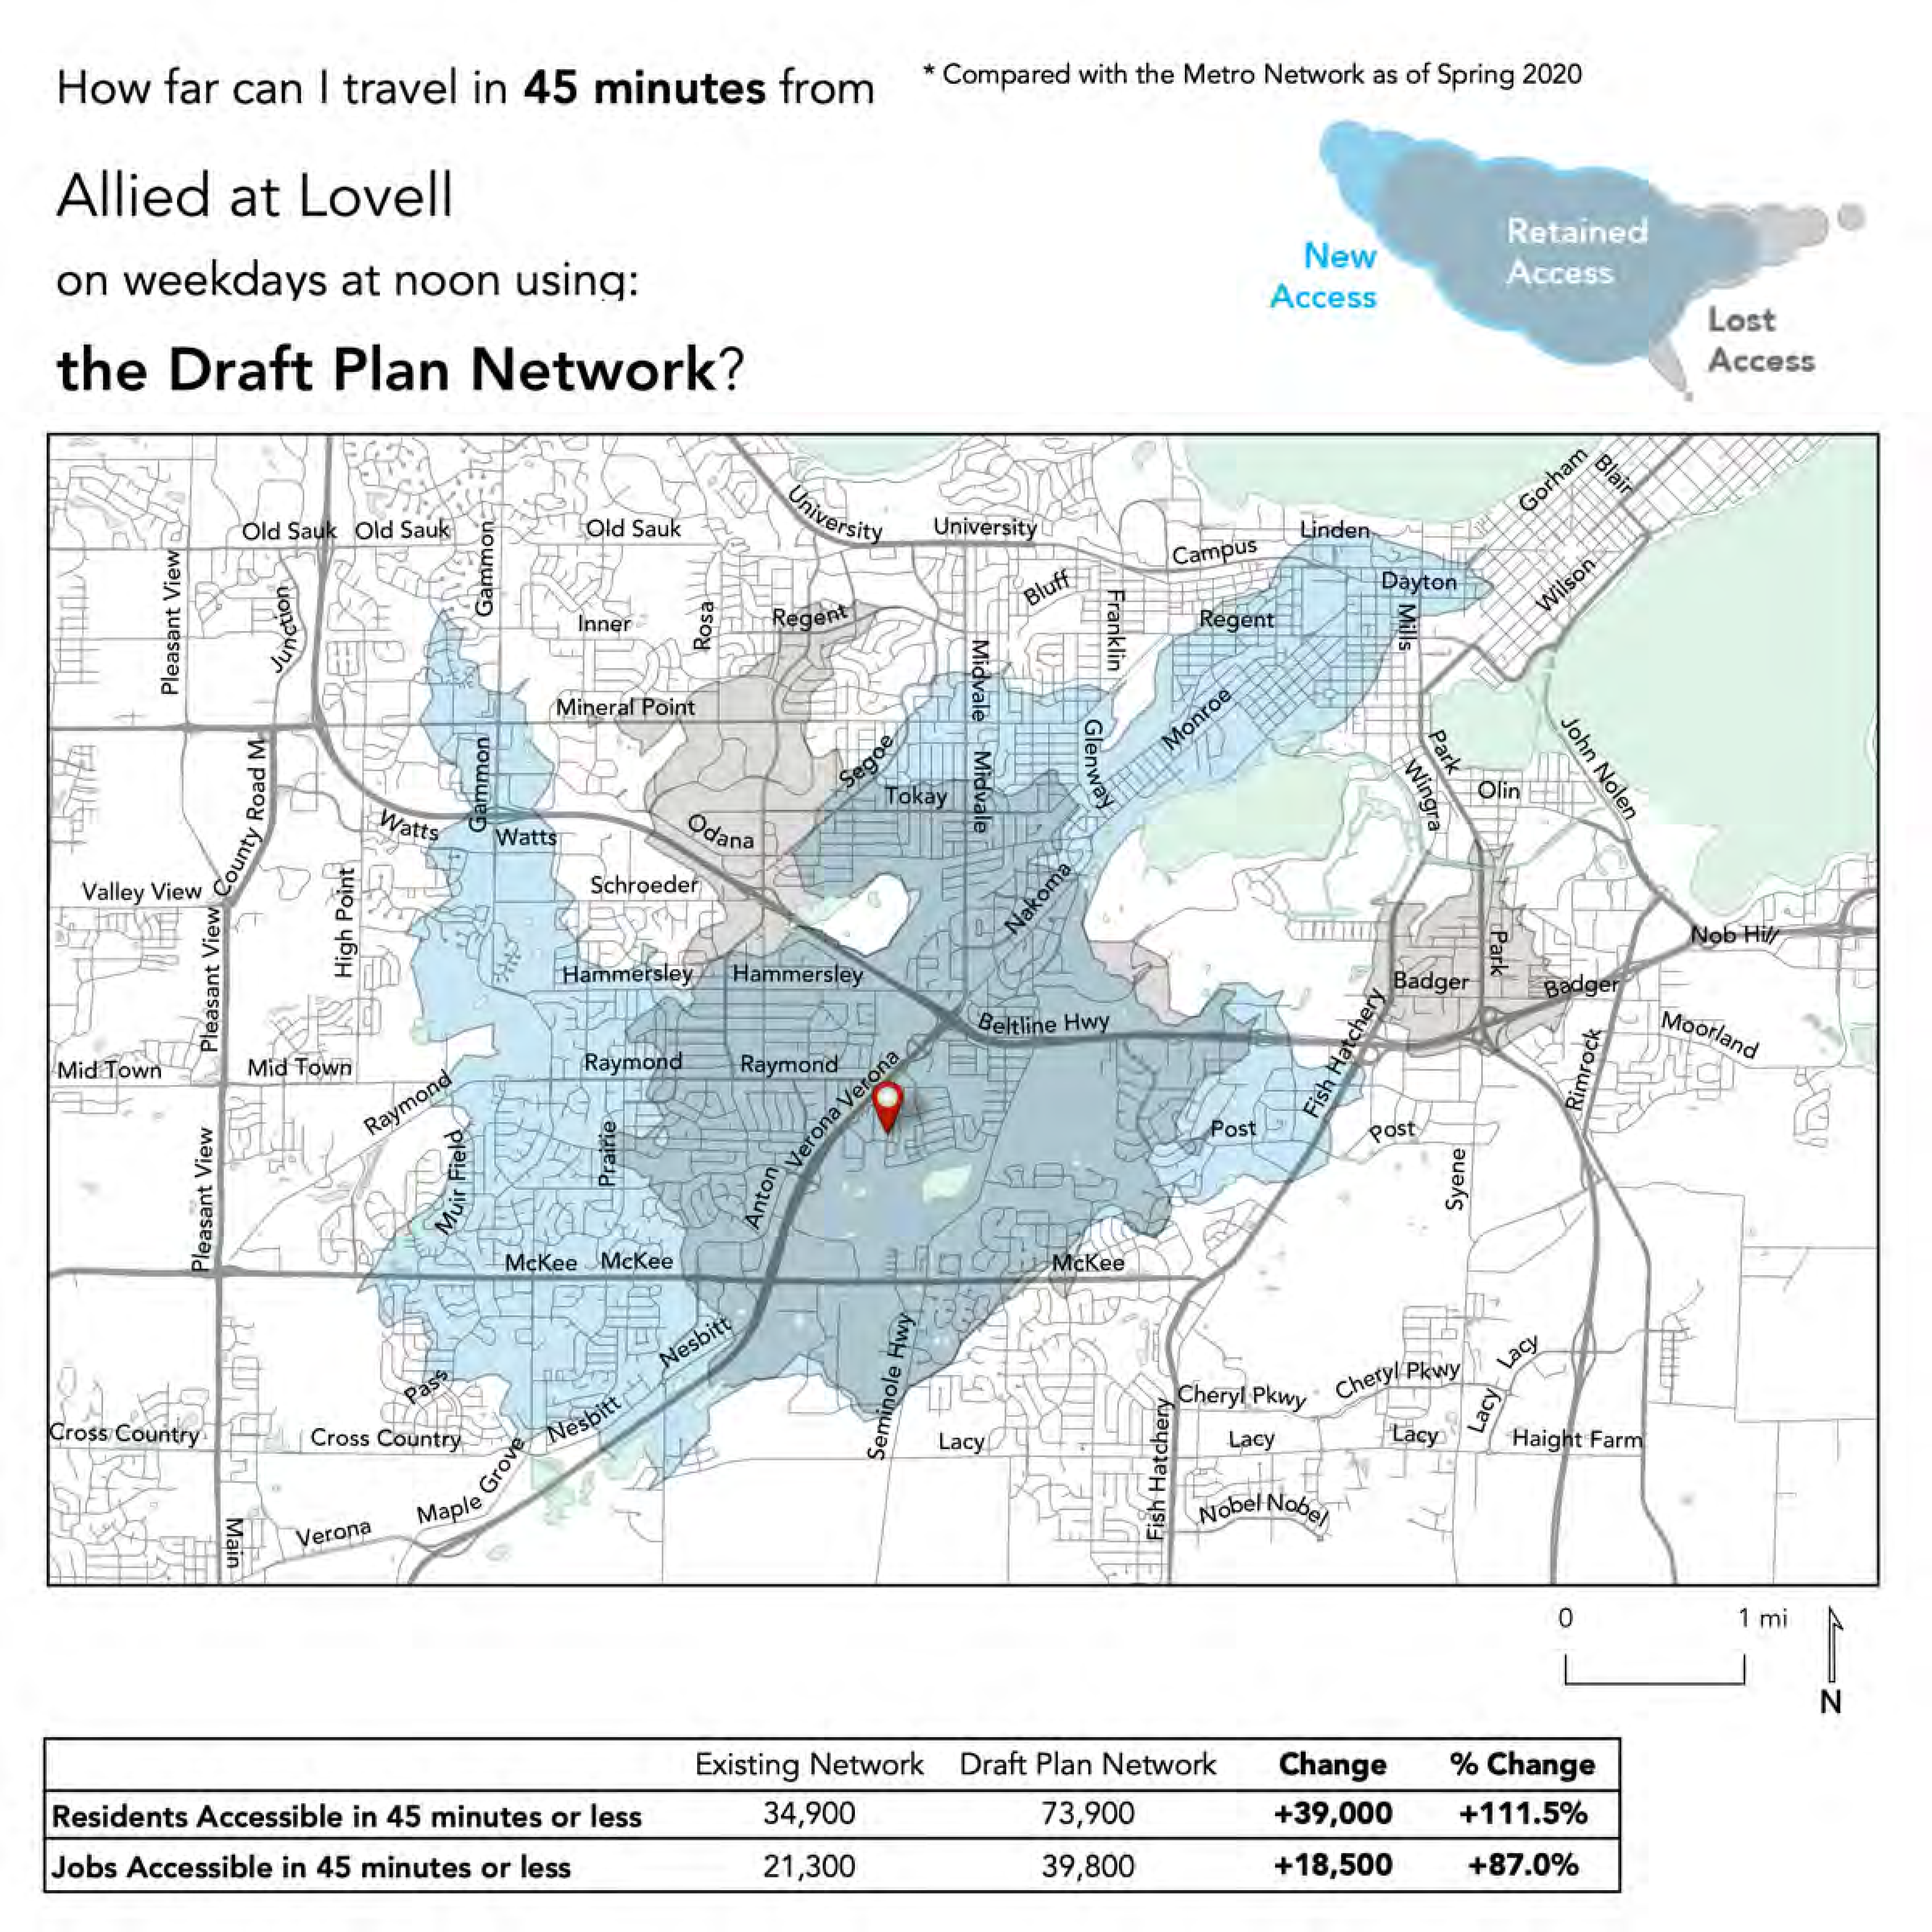 How far can I travel in 45 minutes from
* Compared with the Metro Network as of Spring 2020
Allied at Lovell
on weekdays at noon using:
the Draft Plan Network?
New
Access
Retained
Access
Lost
Access
Gorham
Blair
University
University
Linden
Old Sauk
Old Sauk
Old Sauk
Gammon
Campus
Pleasant View
Junction
Bluff
Dayton
Wilson
Inner
Rosa
Regent
Franklin
Regent
Mills
Midvale
Mineral Point
Monroe
Glenway
County Road M
Gammon
Segoe
Midvale
Park
John Nolen
Tokay
Wingra
Olin
Watts
Watts
Odana
Valley View
High Point
Schroeder
Nakoma
Pleasant View
Park
Nob Hill
Hammersley
Hammersley
Badger
Badger
Beltline Hwy
Moorland
Mid Town
Mid Town
Raymond
Raymond
Raymond
Verona
Verona
Fish Hatchery
Rimrock
Post
Post
Muir Field
Prairie
Anton
Syene
Pleasant View
McKee
McKee
McKee
Nesbitt
Seminole Hwy
Pass
Nesbitt
Cheryl Pkwy
Cheryl Pkwy
Lacy
Lacy
Cross Country
Cross Country
Lacy
Lacy
Lacy
Haight Farm
Maple Grove
Fish Hatchery
Nobel
Nobel
Main
Verona
0
1 mi
N
Existing Network Draft Plan Network Change % Change
Residents Accessible in 45 minutes or less 34,900 73,900 +39,000 +111.5%
Jobs Accessible in 45 minutes or less 21,300 39,800 +18,500 +87.0%